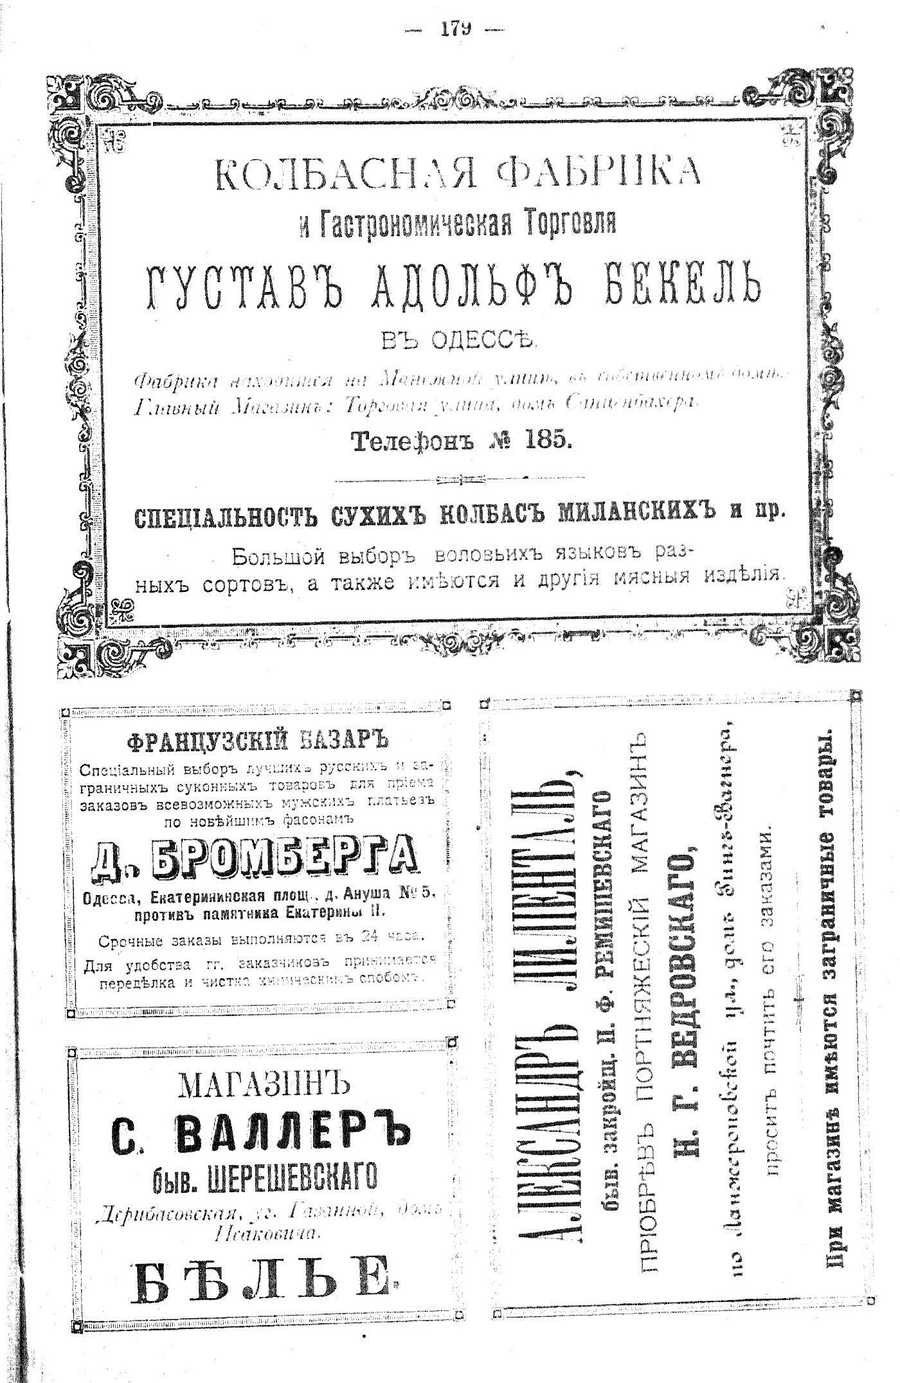 — 179 —
КОЛБАСНАЯ ФАБРИКА
и Гастрономическая Торговля
ГУСТАВЪ АДОЛЬФЪ БЕКЕЛЬ
ВЪ ОДЕССѢ.
Фабрика находится на Манежной улицѣ, въ собственномъ домѣ.
Главный Магазинъ: Торговая улица, домъ Санценбахера.
Телефонъ № 185.
СПЕЦІАЛЬНОСТЬ СУХИХЪ КОЛБАСЪ МИЛАНСКИХЪ и пр.
Большой выборъ воловьихъ языковъ раз-
ныхъ сортовъ, а также имѣются и другія мясныя издѣлія.
ФРАНЦУЗСКІЙ БАЗАРЪ
Спеціальный выборъ лучшихъ русскихъ и за-
граничныхъ суконныхъ товаровъ для пріема
заказовъ всевозможныхъ мужскихъ платьевъ
по новѣйшимъ фасонамъ
Д. БРОМБЕРГА
Одесса, Екатерининская площ., д. Ануша № 5,
противъ памятника Екатерины II.
Срочные заказы выполняются въ 24 часа.
Для удобства гг. заказчиковъ принимается
передѣлка и чистка химическимъ способомъ.
МАГАЗИНЪ
С. ВАЛЛЕРЪ
быв. ШЕРЕШЕВСКАГО
Дерибасовская, уг. Гаванной, домъ
Исаковича.
БѢЛЬЕ.
АЛЕКСАНДРЪ ЛИЛІЕНТАЛЬ,
быв. закройщ. П. Ф. РЕМИШЕВСКАГО
ПРІОБРѢВЪ ПОРТНЯЖЕСКІЙ МАГАЗИНЪ
Н. Г. ВЕДРОВСКАГО,
по Ланжероновской ул., домъ Фингъ-Вагнера,
проситъ почтить его заказами.
При магазинѣ имѣются заграничные товары.